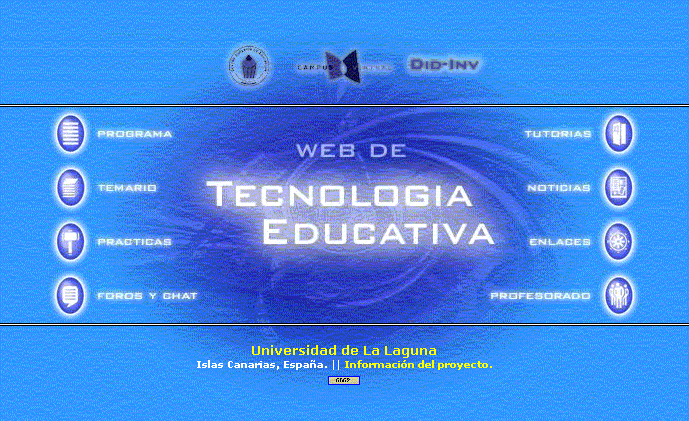 CAMPUS VIRTUAL
DID-INV
PROGRAMA
TUTORIAS
WEB DE
TEMARIO
NOTICIAS
TECNOLOGIA
EDUCATIVA
PRACTICAS
ENLACES
FOROS Y CHAT
PROFESORADO
Universidad de La Laguna
Islas Canarias, España. || Información del proyecto.